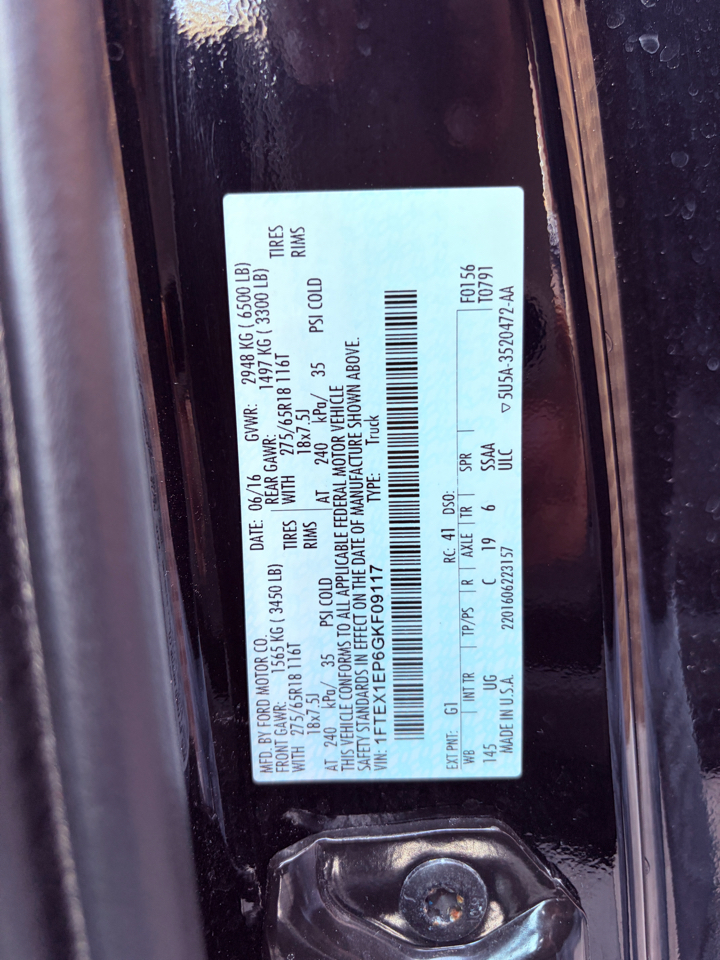 MFD. BY FORD MOTOR CO.
DATE: 06/16 GVWR: 2948 KG ( 6500 LB)
FRONT GAWR: 1565 KG ( 3450 LB)
REAR GAWR: 1497 KG ( 3300 LB)
WITH 275/65R18 116T TIRES
WITH 275/65R18 116T TIRES
18x7.5J RIMS
18x7.5J RIMS
AT 240 kPa/ 35 PSI COLD
AT 240 kPa/ 35 PSI COLD
THIS VEHICLE CONFORMS TO ALL APPLICABLE FEDERAL MOTOR VEHICLE
SAFETY STANDARDS IN EFFECT ON THE DATE OF MANUFACTURE SHOWN ABOVE.
VIN: 1FTEX1EP6GKF09117 TYPE: Truck
EXT PNT: G1 RC: 41 DSO: F0156
WB INT TR TP/PS R AXLE TR SPR T0791
145 UG C 19 6 SSAA
MADE IN U.S.A. 2201606223157 ULC ▽5U5A-3520472-AA